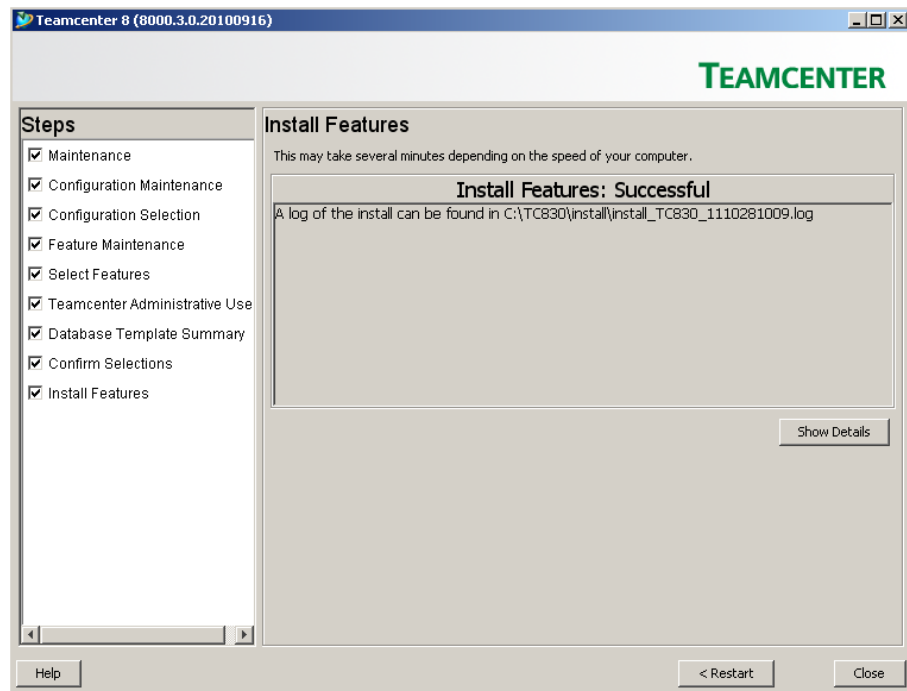 Teamcenter 8 (8000.3.0.20100916)
TEAMCENTER
Steps
Maintenance
Configuration Maintenance
Configuration Selection
Feature Maintenance
Select Features
Teamcenter Administrative Use
Database Template Summary
Confirm Selections
Install Features
Install Features
This may take several minutes depending on the speed of your computer.
Install Features: Successful
A log of the install can be found in C:\TC830\install\install_TC830_1110281009.log
Show Details
Help
< Restart
Close